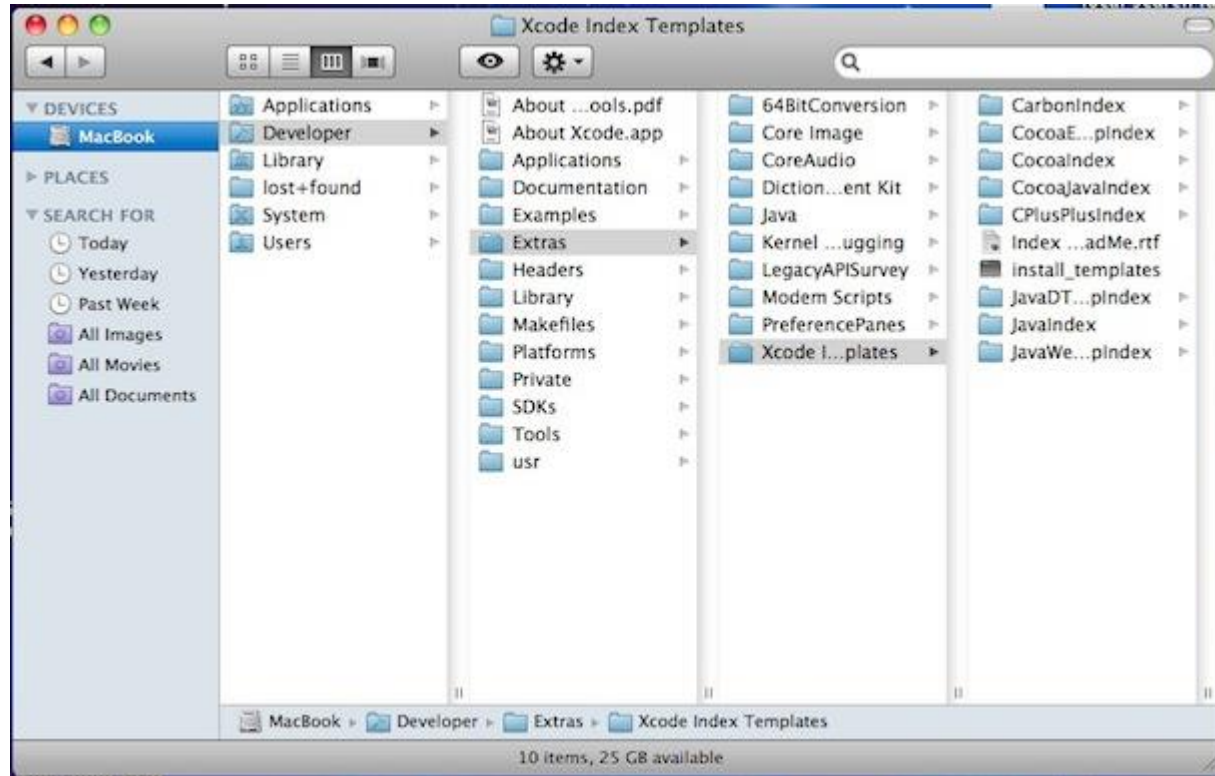 Xcode Index Templates
DEVICES
MacBook
PLACES
SEARCH FOR
Today
Yesterday
Past Week
All Images
All Movies
All Documents
Applications
Developer
Library
lost+found
System
Users
About ...ools.pdf
About Xcode.app
Applications
Documentation
Examples
Extras
Headers
Library
Makefiles
Platforms
Private
SDKs
Tools
usr
64BitConversion
Core Image
CoreAudio
Diction...ent Kit
Java
Kernel ...ugging
LegacyAPISurvey
Modem Scripts
PreferencePanes
Xcode I...plates
CarbonIndex
CocoaE...pIndex
CocoaIndex
CocoaJavaIndex
CPlusPlusIndex
Index ...adMe.rtf
install_templates
JavaDT...pIndex
JavaIndex
JavaWe...pIndex
MacBook ▸ Developer ▸ Extras ▸ Xcode Index Templates
10 items, 25 GB available